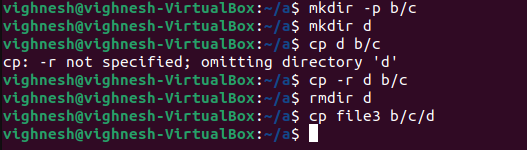 vighnesh@vighnesh-VirtualBox:~/a$ mkdir -p b/c
vighnesh@vighnesh-VirtualBox:~/a$ mkdir d
vighnesh@vighnesh-VirtualBox:~/a$ cp d b/c
cp: -r not specified; omitting directory 'd'
vighnesh@vighnesh-VirtualBox:~/a$ cp -r d b/c
vighnesh@vighnesh-VirtualBox:~/a$ rmdir d
vighnesh@vighnesh-VirtualBox:~/a$ cp file3 b/c/d
vighnesh@vighnesh-VirtualBox:~/a$